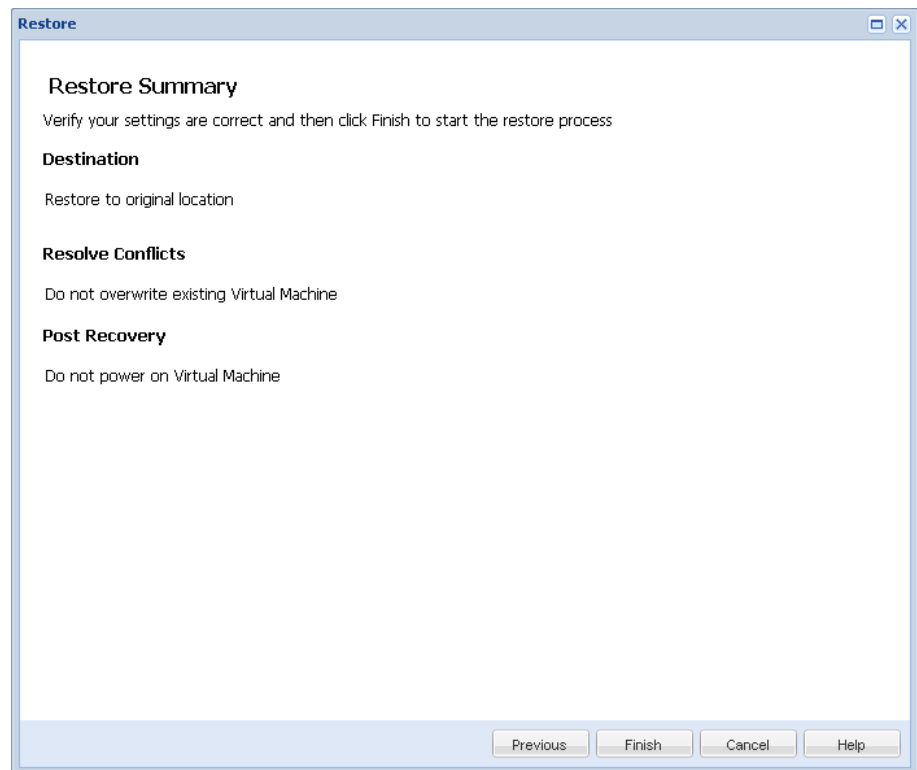 Restore
Restore Summary
Verify your settings are correct and then click Finish to start the restore process
Destination
Restore to original location
Resolve Conflicts
Do not overwrite existing Virtual Machine
Post Recovery
Do not power on Virtual Machine
Previous Finish Cancel Help